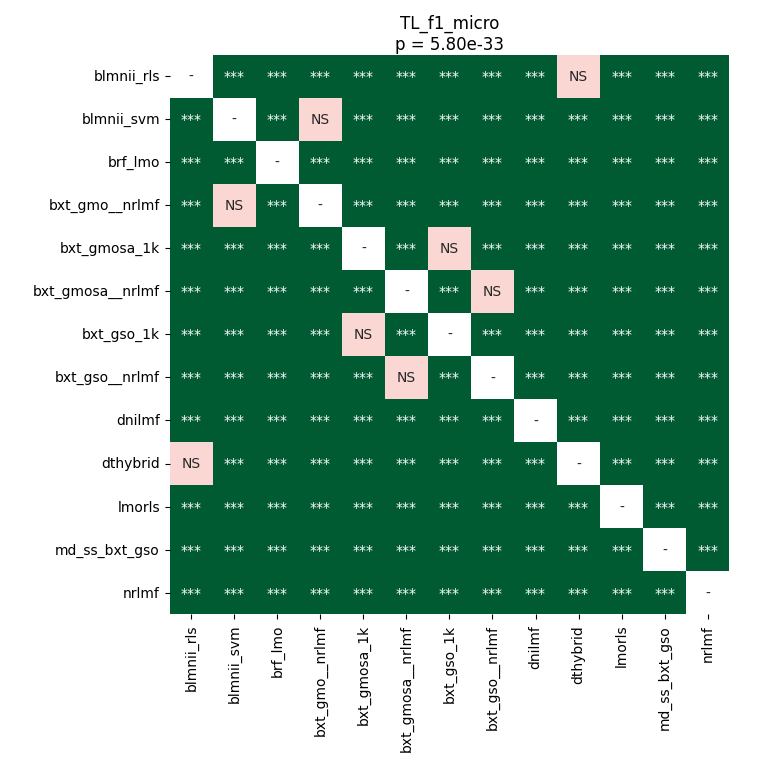 TL_f1_micro
p = 5.80e-33
blmnii_rls - *** *** *** *** *** *** *** *** NS *** *** ***
blmnii_svm *** - *** NS *** *** *** *** *** *** *** *** ***
brf_lmo *** *** - *** *** *** *** *** *** *** *** *** ***
bxt_gmo__nrlmf *** NS *** - *** *** *** *** *** *** *** *** ***
bxt_gmosa_1k *** *** *** *** - *** NS *** *** *** *** *** ***
bxt_gmosa__nrlmf *** *** *** *** *** - *** NS *** *** *** *** ***
bxt_gso_1k *** *** *** *** NS *** - *** *** *** *** *** ***
bxt_gso__nrlmf *** *** *** *** *** NS *** - *** *** *** *** ***
dnilmf *** *** *** *** *** *** *** *** - *** *** *** ***
dthybrid NS *** *** *** *** *** *** *** *** - *** *** ***
lmorls *** *** *** *** *** *** *** *** *** *** - *** ***
md_ss_bxt_gso *** *** *** *** *** *** *** *** *** *** *** - ***
nrlmf *** *** *** *** *** *** *** *** *** *** *** *** -
blmnii_rls
blmnii_svm
brf_lmo
bxt_gmo__nrlmf
bxt_gmosa_1k
bxt_gmosa__nrlmf
bxt_gso_1k
bxt_gso__nrlmf
dnilmf
dthybrid
lmorls
md_ss_bxt_gso
nrlmf